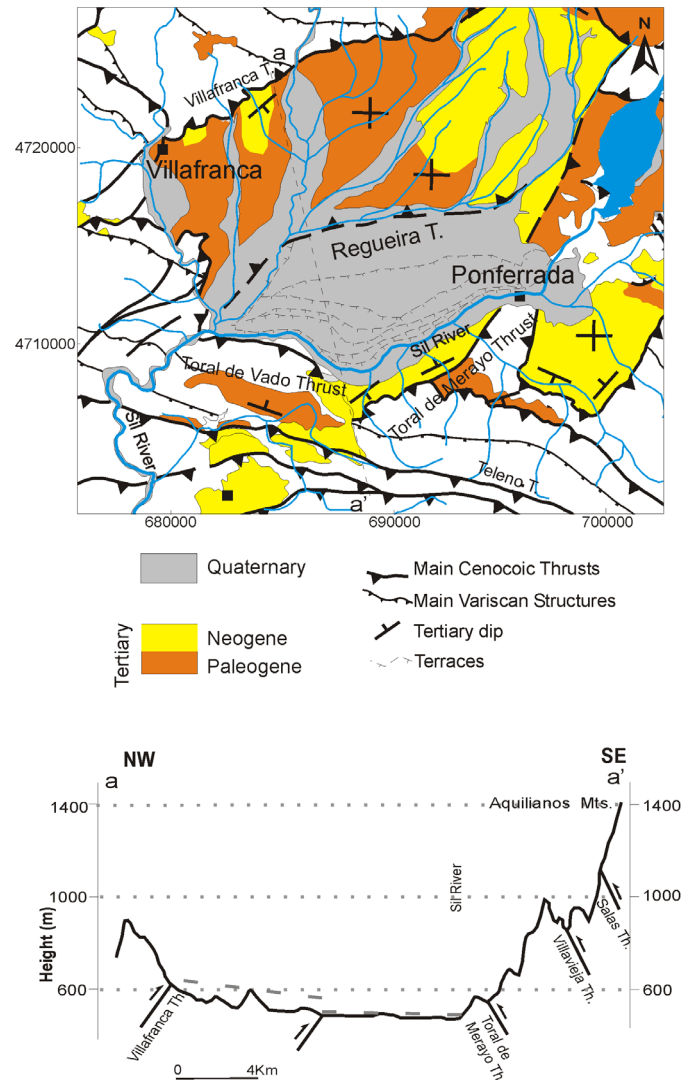 N
a
Villafranca T.
4720000
Villafranca
Regueira T.
Ponferrada
4710000
Sil River
Toral de Merayo Thrust
Toral de Vado Thrust
Sil River
Teleno T.
a'
680000
690000
700000
Quaternary
Main Cenocoic Thrusts
Main Variscan Structures
Tertiary
Neogene
Tertiary dip
Paleogene
Terraces
NW
SE
a
a'
1400
Aquilianos Mts.
1400
Height (m)
1000
Sil River
1000
Salas Th.
Villavieja Th.
600
600
Villafranca Th.
Toral de
Merayo Th.
0 4Km